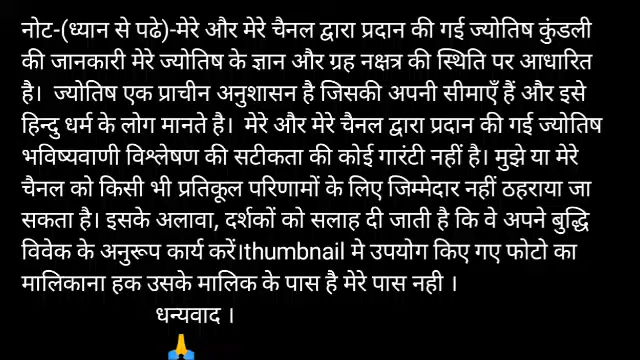 नोट-(ध्यान से पढे)-मेरे और मेरे चैनल द्वारा प्रदान की गई ज्योतिष कुंडली
की जानकारी मेरे ज्योतिष के ज्ञान और ग्रह नक्षत्र की स्थिति पर आधारित
है। ज्योतिष एक प्राचीन अनुशासन है जिसकी अपनी सीमाएँ हैं और इसे
हिन्दु धर्म के लोग मानते है। मेरे और मेरे चैनल द्वारा प्रदान की गई ज्योतिष
भविष्यवाणी विश्लेषण की सटीकता की कोई गारंटी नहीं है। मुझे या मेरे
चैनल को किसी भी प्रतिकूल परिणामों के लिए जिम्मेदार नहीं ठहराया जा
सकता है। इसके अलावा, दर्शकों को सलाह दी जाती है कि वे अपने बुद्धि
विवेक के अनुरूप कार्य करें।thumbnail मे उपयोग किए गए फोटो का
मालिकाना हक उसके मालिक के पास है मेरे पास नही ।
धन्यवाद ।
🙏